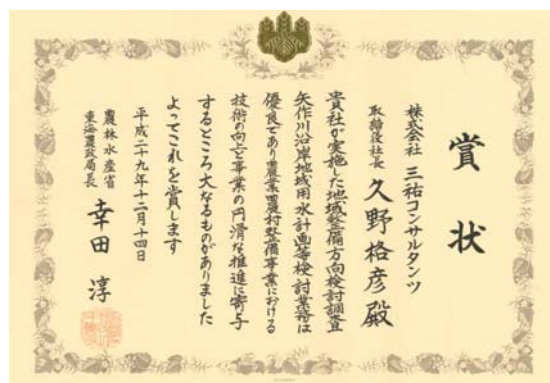 賞状
株式会社 三祐コンサルタンツ
取締役社長 久野格彦殿
貴社が実施した地域整備方向検討調査
矢作川沿岸地域用水計画等検討業務は
優良であり農業農村整備事業における
技術の向上と事業の円滑な推進に寄与
するところ大なるものがありました
よってこれを賞します
平成二十九年十二月十四日
農林水産省
東海農政局長 幸田淳